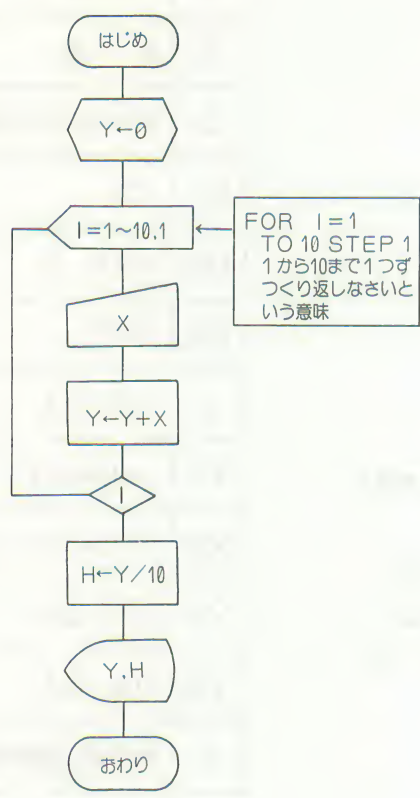 はじめ
Y←0
I=1~10,1
FOR I=1
TO 10 STEP 1
1から10まで1つず
つくり返しなさいと
いう意味
X
Y←Y+X
I
H←Y/10
Y,H
おわり